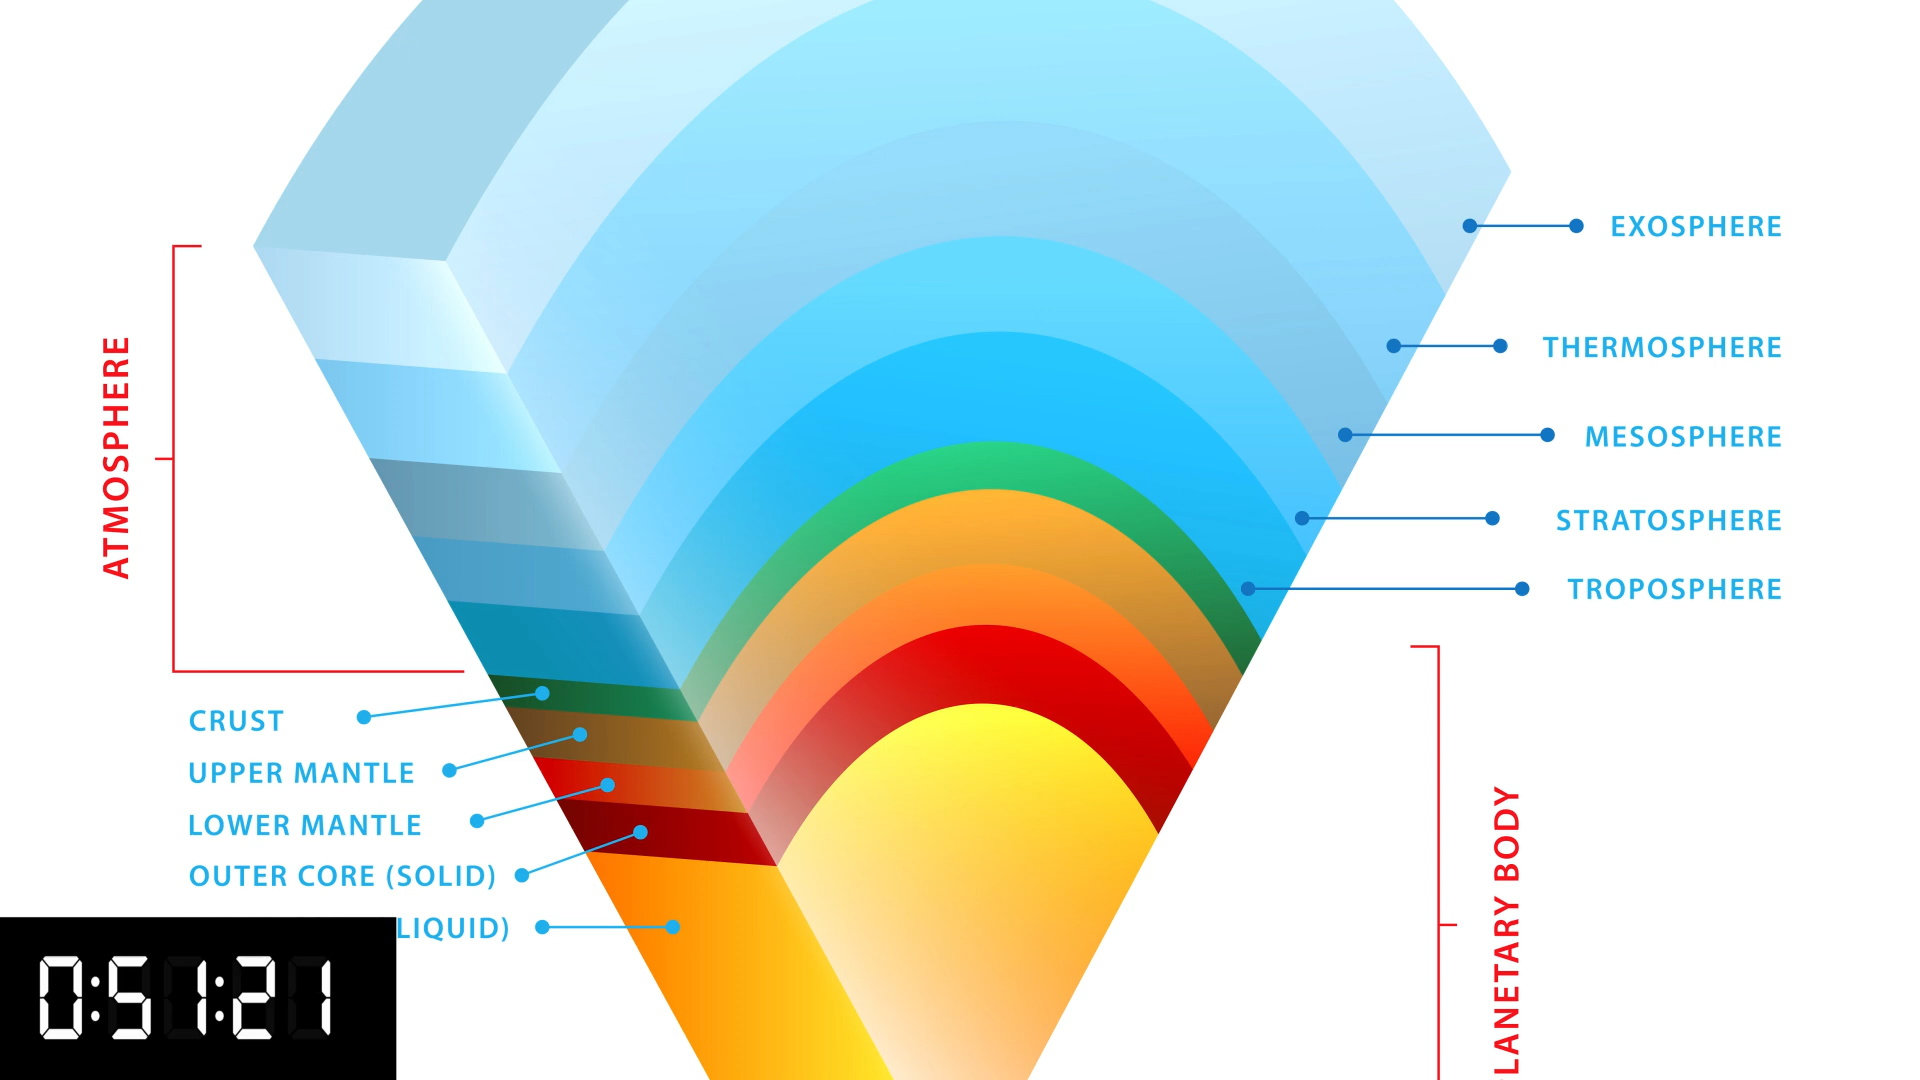 EXOSPHERE
THERMOSPHERE
MESOSPHERE
STRATOSPHERE
TROPOSPHERE
ATMOSPHERE
CRUST
UPPER MANTLE
LOWER MANTLE
OUTER CORE (SOLID)
LIQUID)
LANETARY BODY
0:51:21